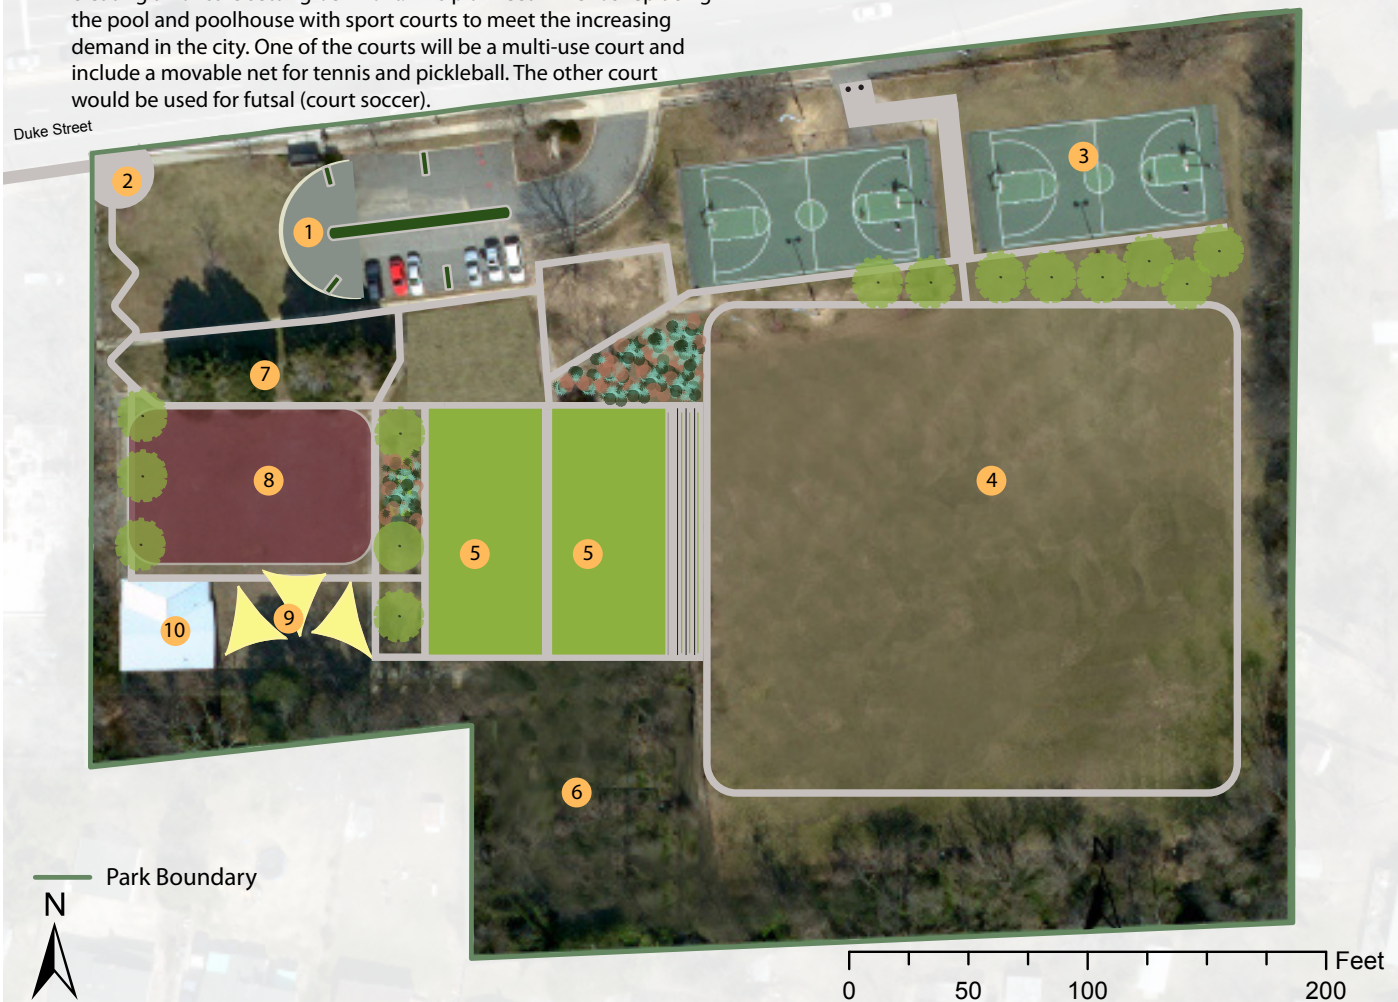 the pool and poolhouse with sport courts to meet the increasing
demand in the city. One of the courts will be a multi-use court and
include a movable net for tennis and pickleball. The other court
would be used for futsal (court soccer).
Duke Street
2
3
1
7
8
4
5
5
9
10
6
Park Boundary
N
N
Feet
0
50
100
200